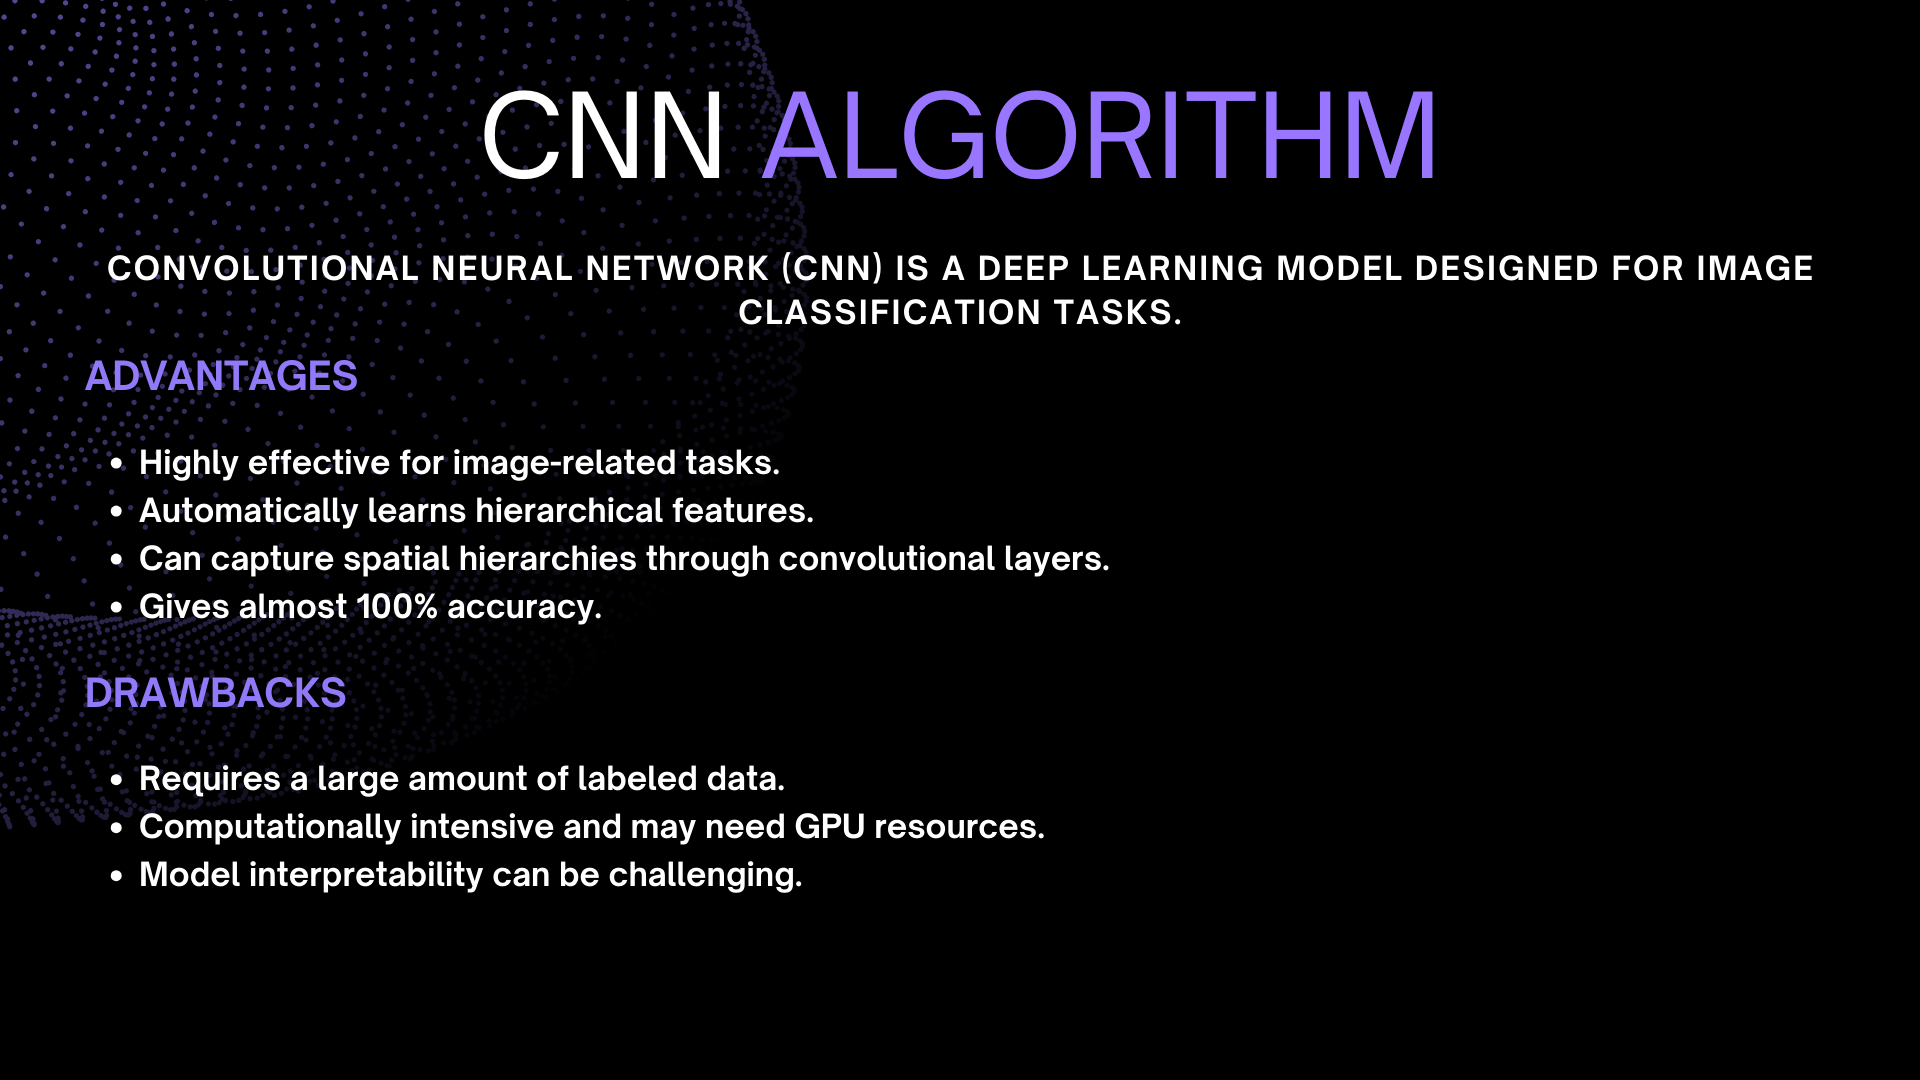 CNN ALGORITHM
CONVOLUTIONAL NEURAL NETWORK (CNN) IS A DEEP LEARNING MODEL DESIGNED FOR IMAGE
CLASSIFICATION TASKS.
ADVANTAGES
• Highly effective for image-related tasks.
• Automatically learns hierarchical features.
• Can capture spatial hierarchies through convolutional layers.
• Gives almost 100% accuracy.
DRAWBACKS
• Requires a large amount of labeled data.
• Computationally intensive and may need GPU resources.
• Model interpretability can be challenging.